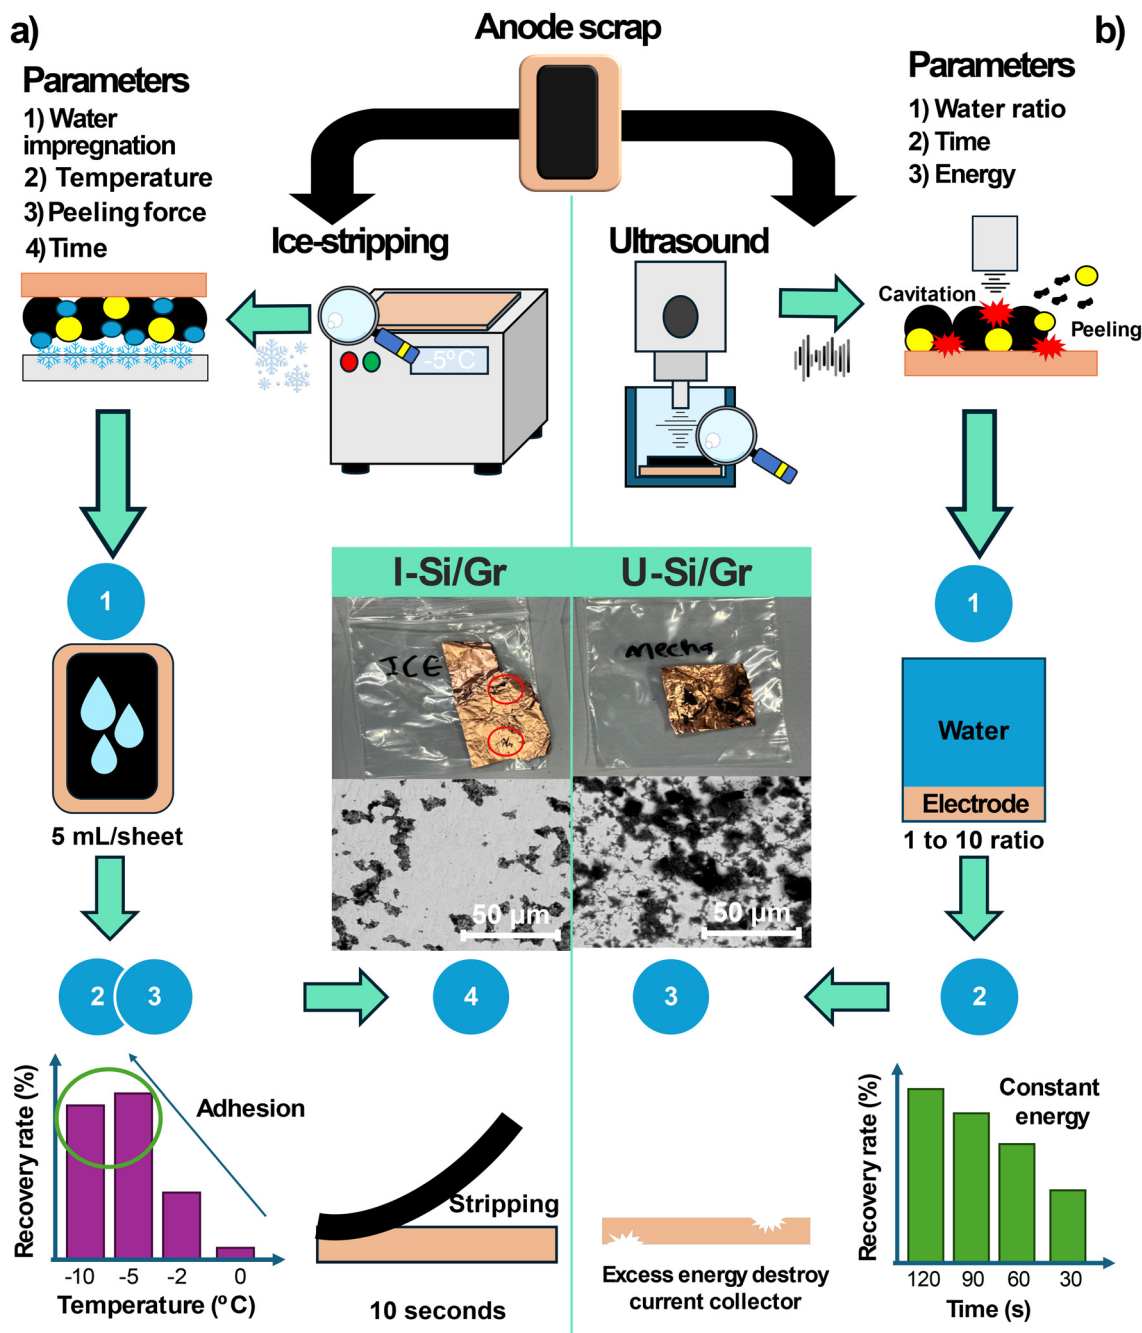 a)
Anode scrap
b)
Parameters
1) Water
impregnation
2) Temperature
3) Peeling force
4) Time
Parameters
1) Water ratio
2) Time
3) Energy
Ice-stripping
Ultrasound
-5°C
Cavitation
Peeling
1
5 mL/sheet
I-Si/Gr
U-Si/Gr
ICE
Mecha
50 µm
50 µm
1
Water
Electrode
1 to 10 ratio
2
3
4
3
2
Recovery rate (%)
Adhesion
-10
-5
-2
0
Temperature (°C)
Stripping
10 seconds
Excess energy destroy
current collector
Recovery rate (%)
Constant
energy
120
90
60
30
Time (s)